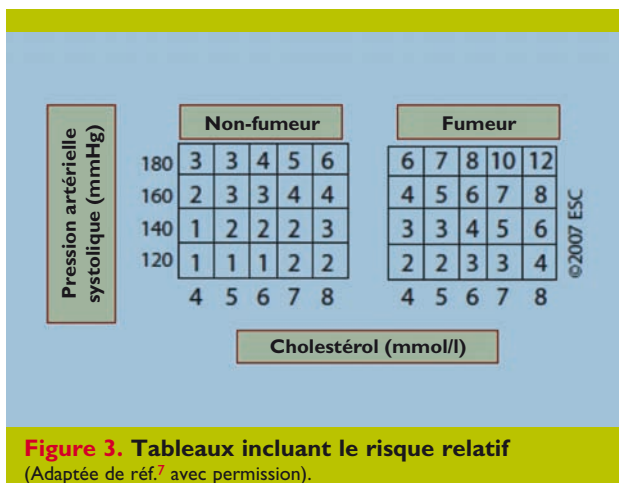 Non-fumeur Fumeur
Pression artérielle
systolique (mmHg)
180 3 3 4 5 6 6 7 8 10 12
160 2 3 3 4 4 4 5 6 7 8
140 1 2 2 2 3 3 3 4 5 6
120 1 1 1 2 2 2 2 3 3 4
4 5 6 7 8 4 5 6 7 8
©2007 ESC
Cholestérol (mmol/l)
Figure 3. Tableaux incluant le risque relatif
(Adaptée de réf.7 avec permission).